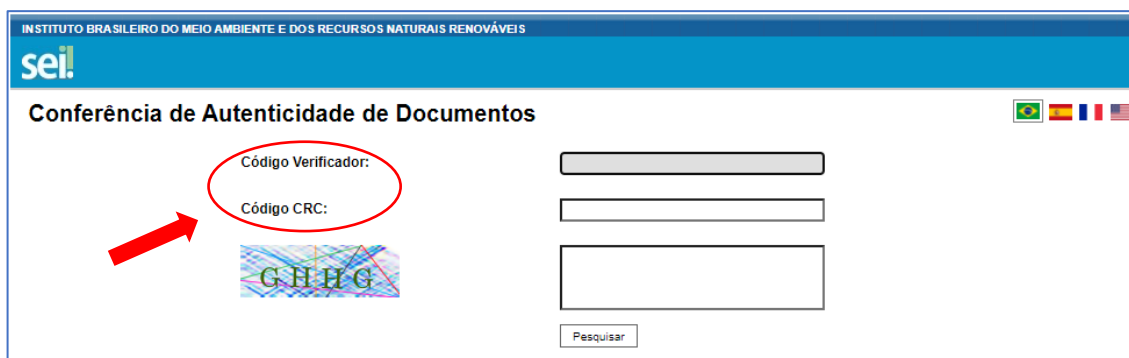 INSTITUTO BRASILEIRO DO MEIO AMBIENTE E DOS RECURSOS NATURAIS RENOVÁVEIS
sei!
Conferência de Autenticidade de Documentos
Código Verificador:
Código CRC:
GHHG
Pesquisar